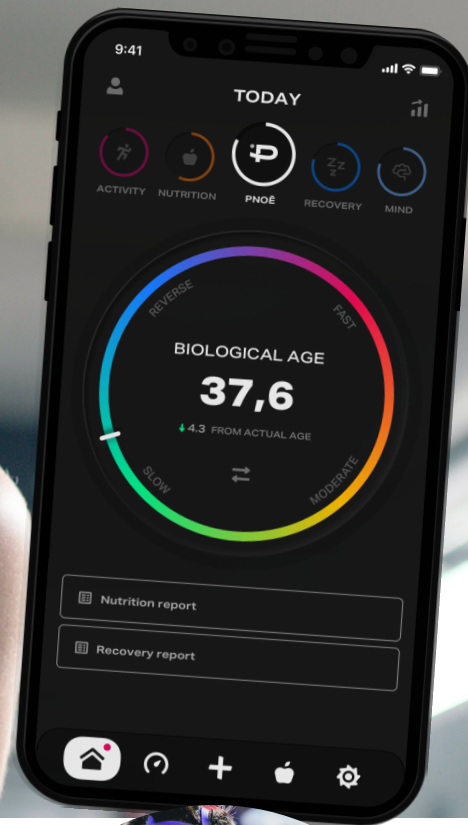 9:41
TODAY
ACTIVITY
NUTRITION
PNOĒ
RECOVERY
MIND
REVERSE
FAST
BIOLOGICAL AGE
37,6
4.3 FROM ACTUAL AGE
SLOW
MODERATE
Nutrition report
Recovery report